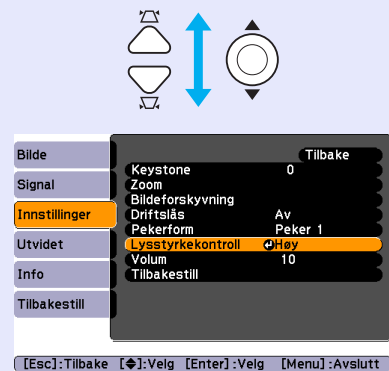 Bilde
Signal
Innstillinger
Utvidet
Info
Tilbakestill
Tilbake
Keystone 0
Zoom
Bildeforskyvning
Driftslås Av
Pekerform Peker 1
Lysstyrkekontroll Høy
Volum 10
Tilbakestill
[Esc]:Tilbake [◆]:Velg [Enter]:Velg [Menu]:Avslutt